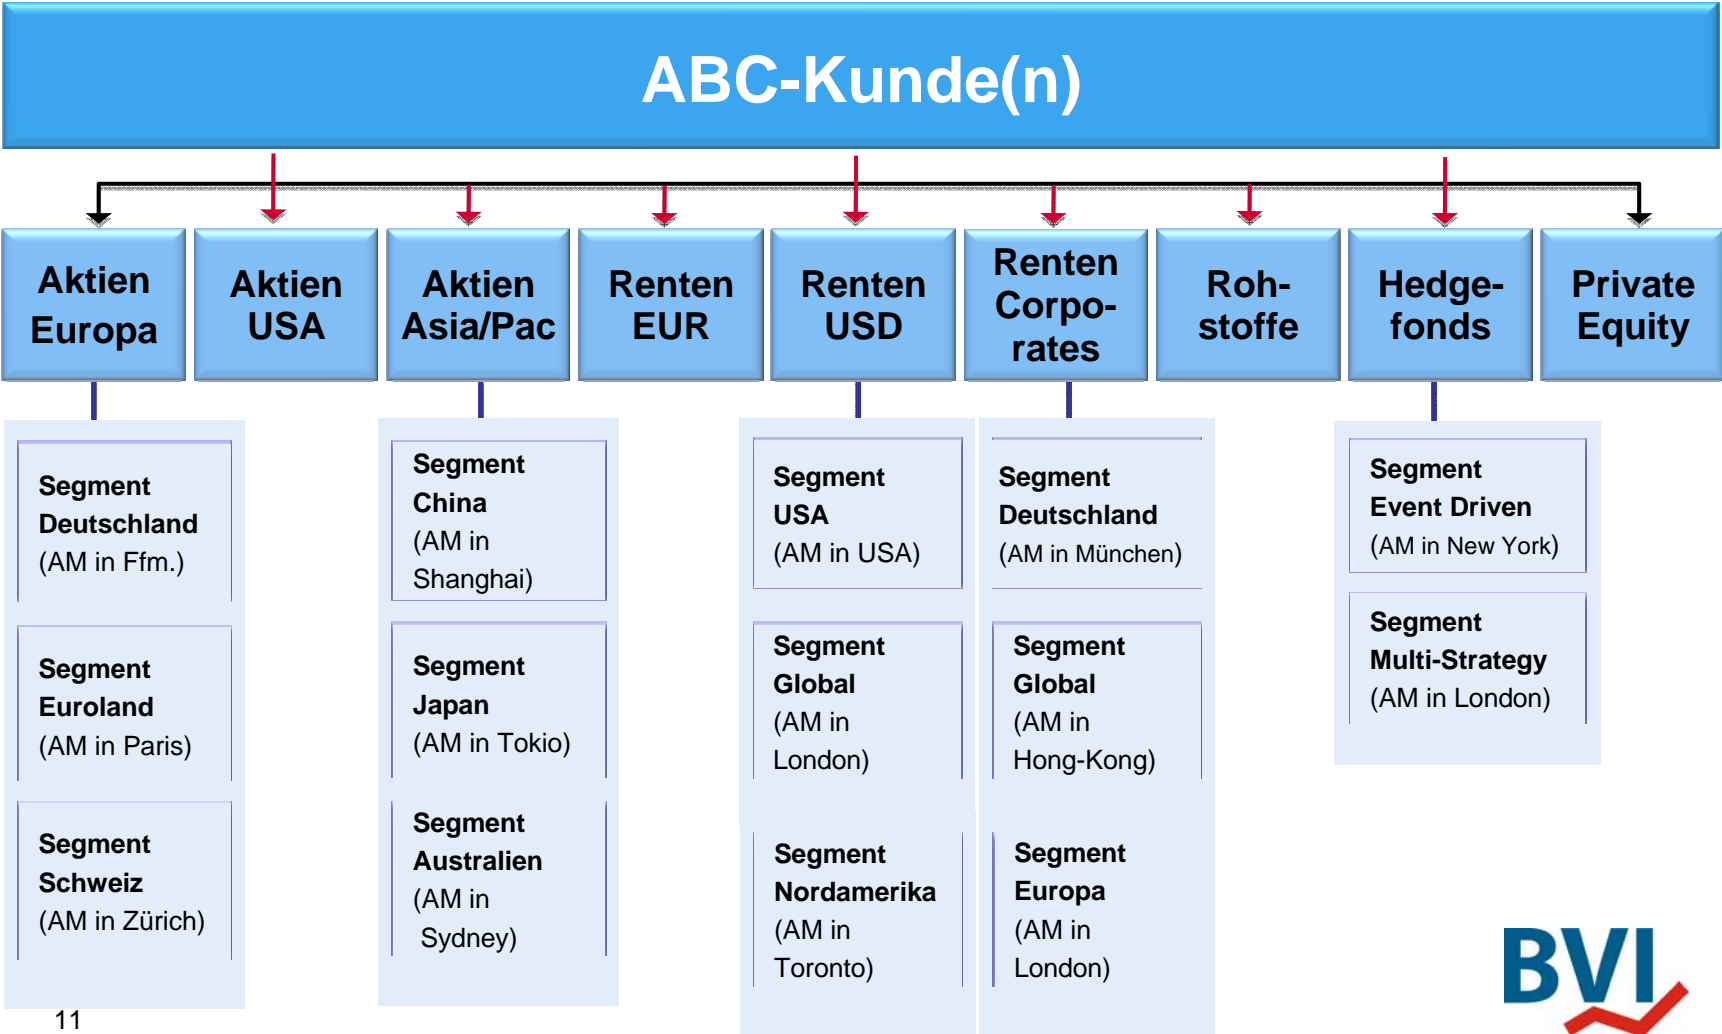 ABC-Kunde(n)
Aktien
Europa
Aktien
USA
Aktien
Asia/Pac
Renten
EUR
Renten
USD
Renten
Corpo-
rates
Roh-
stoffe
Hedge-
fonds
Private
Equity
Segment
Deutschland
(AM in Ffm.)
Segment
Euroland
(AM in Paris)
Segment
Schweiz
(AM in Zürich)
Segment
China
(AM in
Shanghai)
Segment
Japan
(AM in Tokio)
Segment
Australien
(AM in
Sydney)
Segment
USA
(AM in USA)
Segment
Global
(AM in
London)
Segment
Nordamerika
(AM in
Toronto)
Segment
Deutschland
(AM in München)
Segment
Global
(AM in
Hong-Kong)
Segment
Europa
(AM in
London)
Segment
Event Driven
(AM in New York)
Segment
Multi-Strategy
(AM in London)
11
BVI